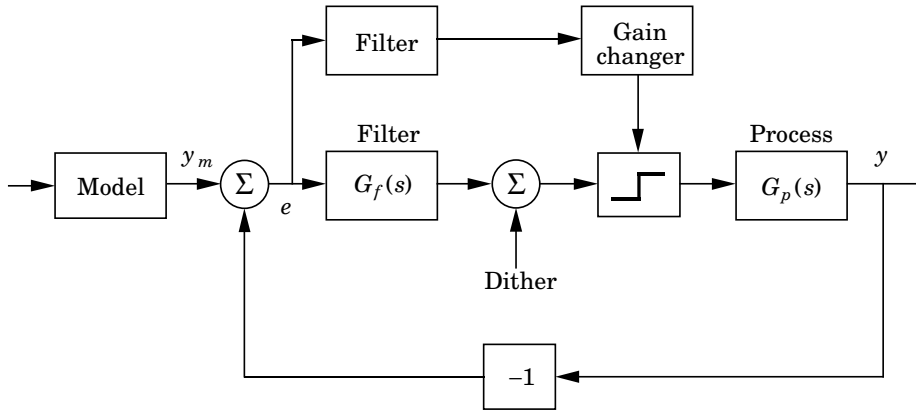 Filter
Gain
changer
Filter
Process
y_m
y
Model
Σ
G_f(s)
Σ
G_p(s)
e
Dither
−1